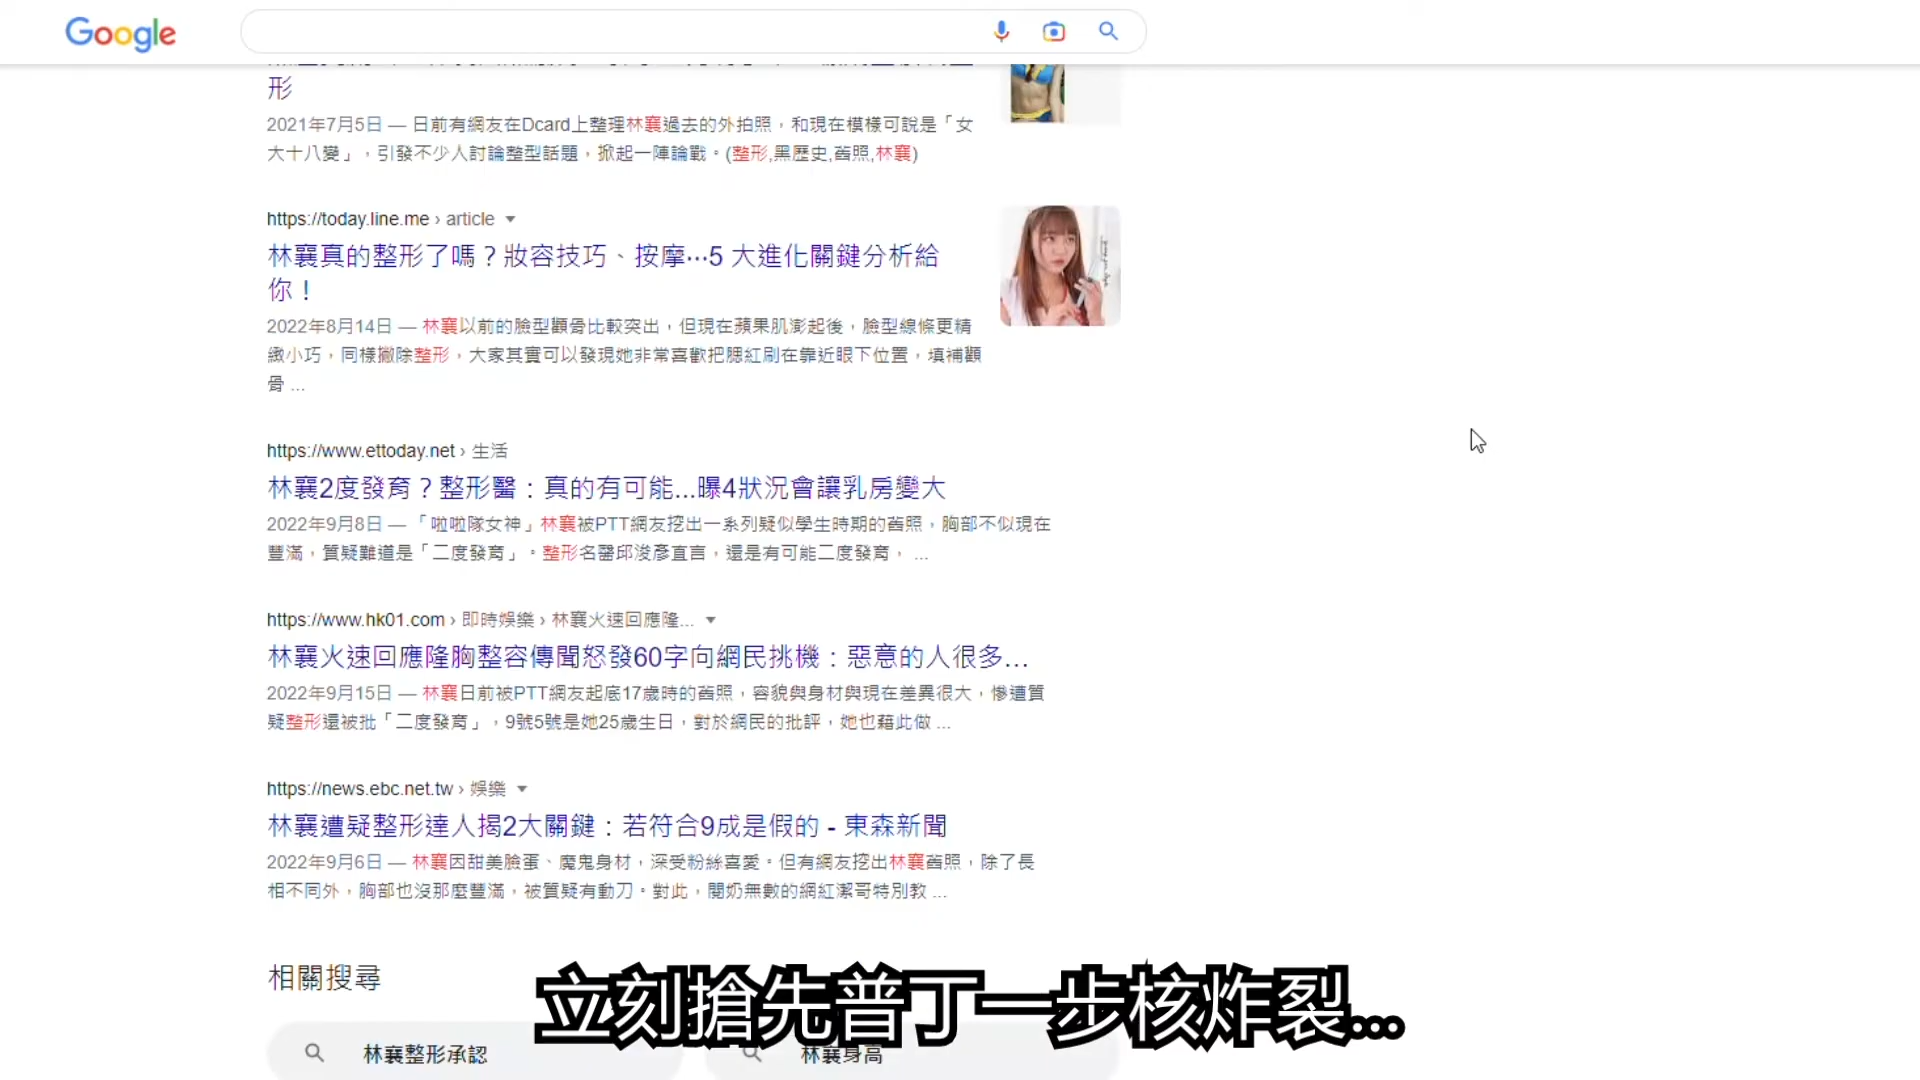 Google
形
2021年7月5日 — 日前有網友在Dcard上整理林襄過去的外拍照，和現在模樣可說是「女
大十八變」，引發不少人討論整型話題，掀起一陣論戰。(整形,黑歷史,舊照,林襄)
https://today.line.me › article
林襄真的整形了嗎？妝容技巧、按摩…5 大進化關鍵分析給
你！
2022年8月14日 — 林襄以前的臉型顴骨比較突出，但現在蘋果肌澎起後，臉型線條更精
緻小巧，同樣撇除整形，大家其實可以發現她非常喜歡把腮紅刷在靠近眼下位置，填補顴
骨 ...
https://www.ettoday.net › 生活
林襄2度發育？整形醫：真的有可能...曝4狀況會讓乳房變大
2022年9月8日 — 「啦啦隊女神」林襄被PTT網友挖出一系列疑似學生時期的舊照，胸部不似現在
豐滿，質疑難道是「二度發育」。整形名醫邱浚彥直言，還是有可能二度發育， ...
https://www.hk01.com › 即時娛樂 › 林襄火速回應隆...
林襄火速回應隆胸整容傳聞怒發60字向網民挑機：惡意的人很多...
2022年9月15日 — 林襄日前被PTT網友起底17歲時的舊照，容貌與身材與現在差異很大，慘遭質
疑整形還被批「二度發育」，9號5號是她25歲生日，對於網民的批評，她也藉此做 ...
https://news.ebc.net.tw › 娛樂
林襄遭疑整形達人揭2大關鍵：若符合9成是假的 - 東森新聞
2022年9月6日 — 林襄因甜美臉蛋、魔鬼身材，深受粉絲喜愛。但有網友挖出林襄舊照，除了長
相不同外，胸部也沒那麼豐滿，被質疑有動刀。對此，閱奶無數的網紅潔哥特別教 ...
相關搜尋
立刻搶先普丁一步核炸裂...
林襄整形承認
林襄身高